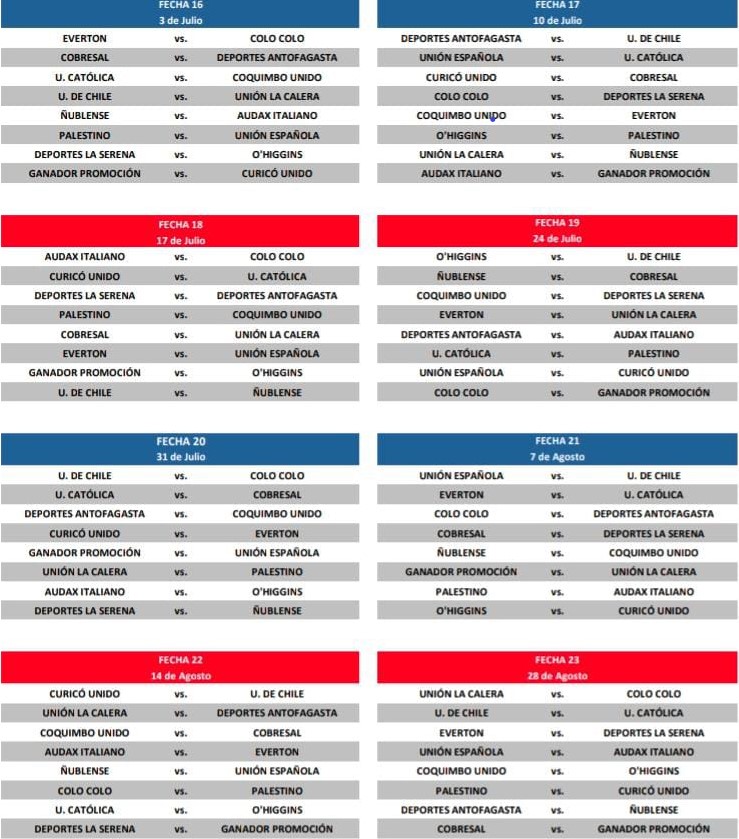 FECHA 16
3 de Julio
EVERTON vs. COLO COLO
COBRESAL vs. DEPORTES ANTOFAGASTA
U. CATÓLICA vs. COQUIMBO UNIDO
U. DE CHILE vs. UNIÓN LA CALERA
ÑUBLENSE vs. AUDAX ITALIANO
PALESTINO vs. UNIÓN ESPAÑOLA
DEPORTES LA SERENA vs. O'HIGGINS
GANADOR PROMOCIÓN vs. CURICÓ UNIDO
FECHA 17
10 de Julio
DEPORTES ANTOFAGASTA vs. U. DE CHILE
UNIÓN ESPAÑOLA vs. U. CATÓLICA
CURICÓ UNIDO vs. COBRESAL
COLO COLO vs. DEPORTES LA SERENA
COQUIMBO UNIDO vs. EVERTON
O'HIGGINS vs. PALESTINO
UNIÓN LA CALERA vs. ÑUBLENSE
AUDAX ITALIANO vs. GANADOR PROMOCIÓN
FECHA 18
17 de Julio
AUDAX ITALIANO vs. COLO COLO
CURICÓ UNIDO vs. U. CATÓLICA
DEPORTES LA SERENA vs. DEPORTES ANTOFAGASTA
PALESTINO vs. COQUIMBO UNIDO
COBRESAL vs. UNIÓN LA CALERA
EVERTON vs. UNIÓN ESPAÑOLA
GANADOR PROMOCIÓN vs. O'HIGGINS
U. DE CHILE vs. ÑUBLENSE
FECHA 19
24 de Julio
O'HIGGINS vs. U. DE CHILE
ÑUBLENSE vs. COBRESAL
COQUIMBO UNIDO vs. DEPORTES LA SERENA
EVERTON vs. UNIÓN LA CALERA
DEPORTES ANTOFAGASTA vs. AUDAX ITALIANO
U. CATÓLICA vs. PALESTINO
UNIÓN ESPAÑOLA vs. CURICÓ UNIDO
COLO COLO vs. GANADOR PROMOCIÓN
FECHA 20
31 de Julio
U. DE CHILE vs. COLO COLO
U. CATÓLICA vs. COBRESAL
DEPORTES ANTOFAGASTA vs. COQUIMBO UNIDO
CURICÓ UNIDO vs. EVERTON
GANADOR PROMOCIÓN vs. UNIÓN ESPAÑOLA
UNIÓN LA CALERA vs. PALESTINO
AUDAX ITALIANO vs. O'HIGGINS
DEPORTES LA SERENA vs. ÑUBLENSE
FECHA 21
7 de Agosto
UNIÓN ESPAÑOLA vs. U. DE CHILE
EVERTON vs. U. CATÓLICA
COLO COLO vs. DEPORTES ANTOFAGASTA
COBRESAL vs. DEPORTES LA SERENA
ÑUBLENSE vs. COQUIMBO UNIDO
GANADOR PROMOCIÓN vs. UNIÓN LA CALERA
PALESTINO vs. AUDAX ITALIANO
O'HIGGINS vs. CURICÓ UNIDO
FECHA 22
14 de Agosto
CURICÓ UNIDO vs. U. DE CHILE
UNIÓN LA CALERA vs. DEPORTES ANTOFAGASTA
COQUIMBO UNIDO vs. COBRESAL
AUDAX ITALIANO vs. EVERTON
ÑUBLENSE vs. UNIÓN ESPAÑOLA
COLO COLO vs. PALESTINO
U. CATÓLICA vs. O'HIGGINS
DEPORTES LA SERENA vs. GANADOR PROMOCIÓN
FECHA 23
28 de Agosto
UNIÓN LA CALERA vs. COLO COLO
U. DE CHILE vs. U. CATÓLICA
EVERTON vs. DEPORTES LA SERENA
UNIÓN ESPAÑOLA vs. AUDAX ITALIANO
COQUIMBO UNIDO vs. O'HIGGINS
PALESTINO vs. CURICÓ UNIDO
DEPORTES ANTOFAGASTA vs. ÑUBLENSE
COBRESAL vs. GANADOR PROMOCIÓN